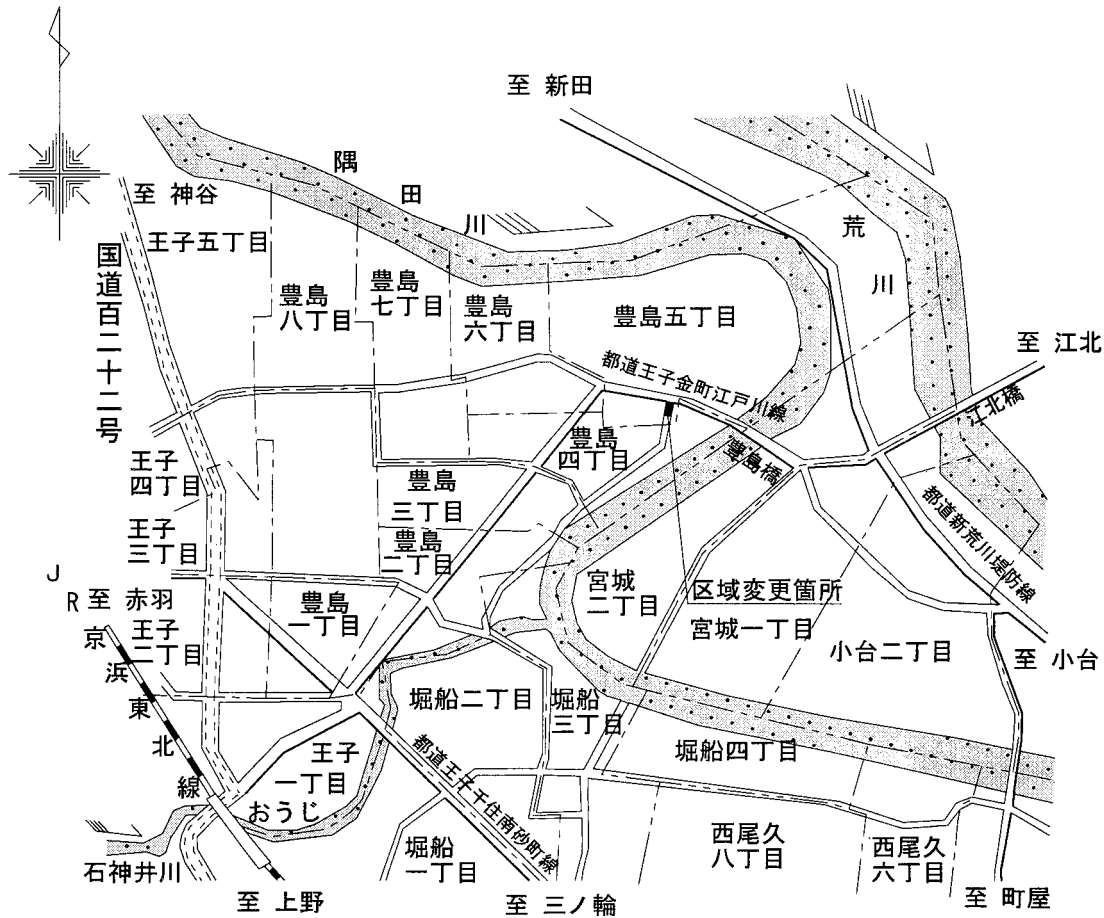 至 新田
隅田川
荒川
至 神谷
王子五丁目
国道百二十二号
豊島
八丁目
豊島
七丁目
豊島
六丁目
豊島五丁目
至 江北
都道王子金町江戸川線
江北橋
豊島
四丁目
豊島橋
王子
四丁目
豊島
三丁目
都道新荒川堤防線
王子
三丁目
豊島
二丁目
JR
至 赤羽
京浜東北線
王子
二丁目
豊島
一丁目
宮城
二丁目
区域変更箇所
宮城一丁目
小台二丁目
至 小台
堀船二丁目
堀船
三丁目
堀船四丁目
王子
一丁目
都道王子千住南砂町線
おうじ
石神井川
堀船
一丁目
西尾久
八丁目
西尾久
六丁目
至 上野
至 三ノ輪
至 町屋